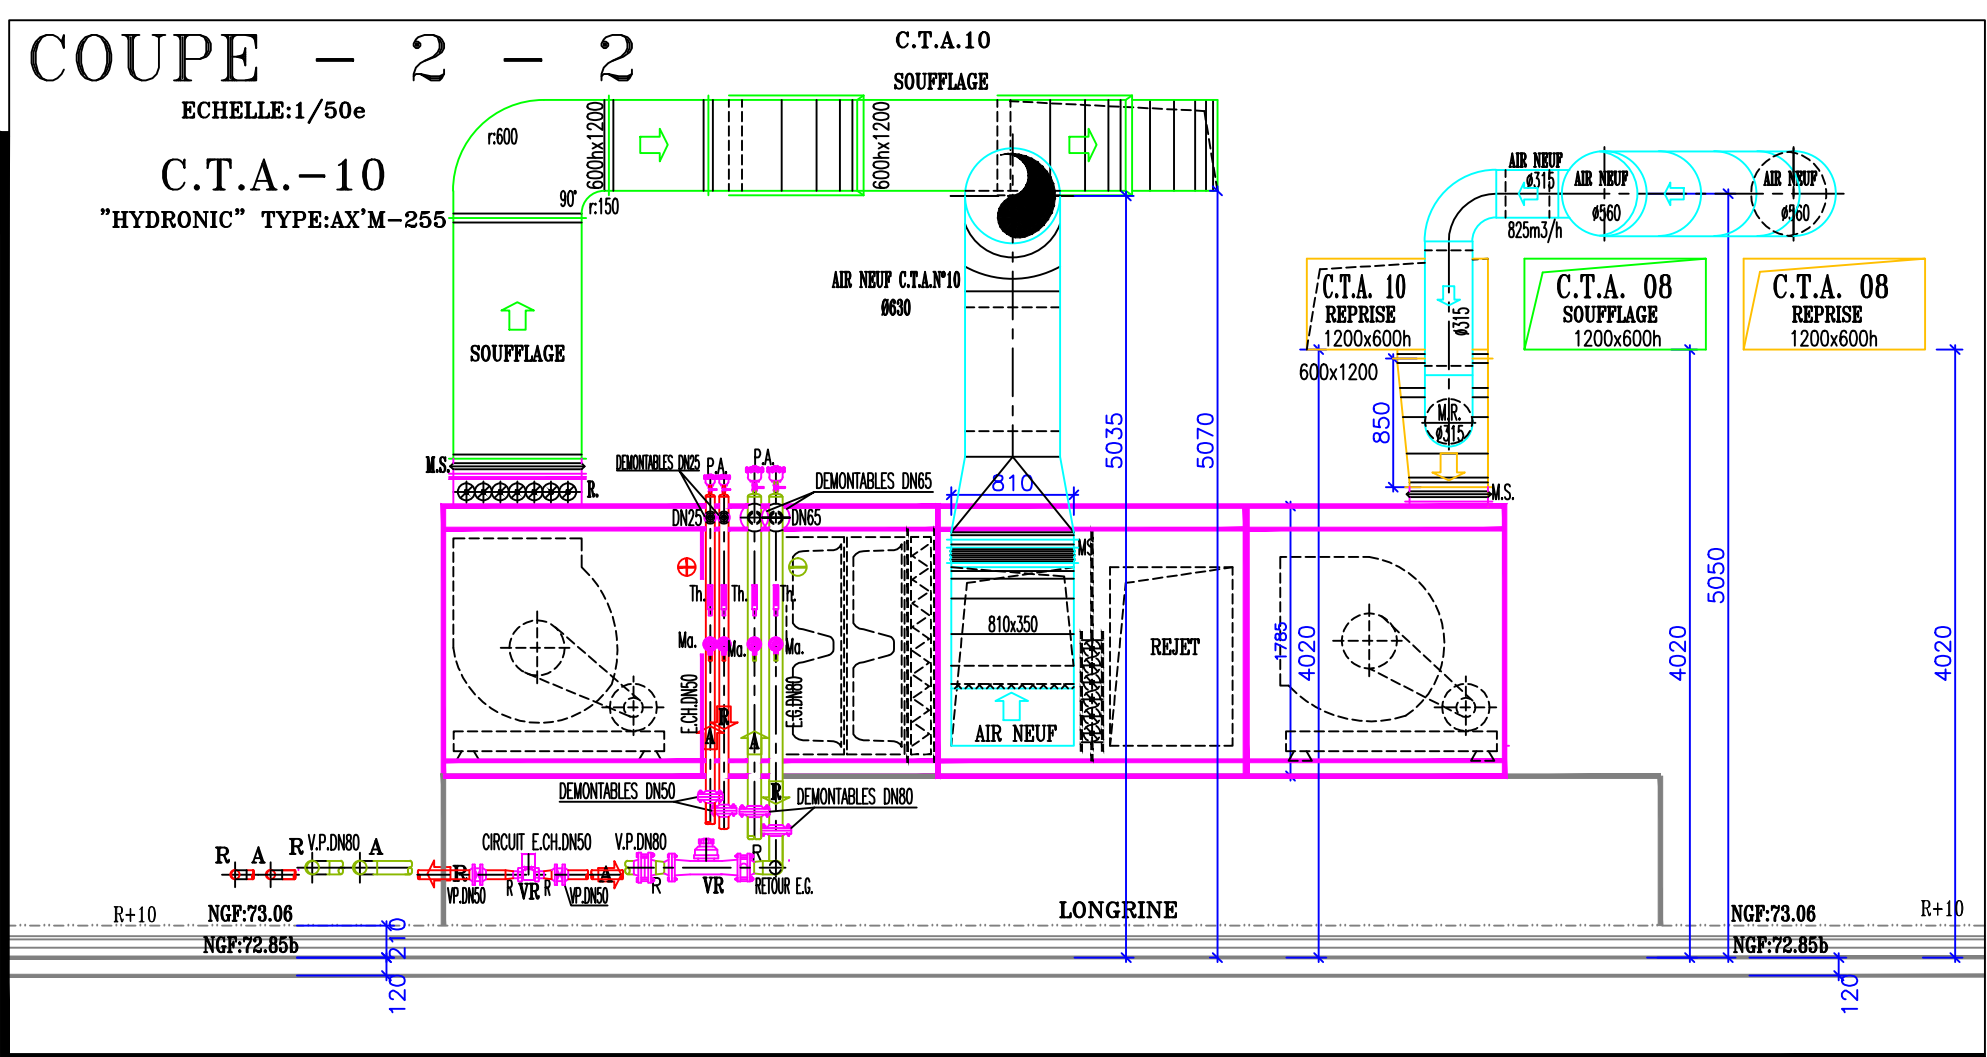 COUPE - 2 - 2
ECHELLE:1/50e
C.T.A.-10
"HYDRONIC" TYPE:AX'M-255
C.T.A.10
SOUFFLAGE
r:600
90°
r:150
600hx1200
600hx1200
SOUFFLAGE
AIR NEUF C.T.A.N°10
Ø630
AIR NEUF
Ø315
825m3/h
AIR NEUF
Ø560
AIR NEUF
Ø560
C.T.A. 10
REPRISE
1200x600h
C.T.A. 08
SOUFFLAGE
1200x600h
C.T.A. 08
REPRISE
1200x600h
Ø315
600x1200
850
M.R.
Ø315
M.S.
M.S.
R.
DEMONTABLES DN25
P.A.
P.A.
DEMONTABLES DN65
DN25
DN65
810
5035
5070
MS
Th.
Th.
Th.
Ma.
Ma.
Ma.
E.CH.DN50
E.G.DN80
R
A
A
R
810x350
AIR NEUF
REJET
1785
4020
4020
5050
4020
DEMONTABLES DN50
DEMONTABLES DN80
R
A
R
V.P.DN80
A
CIRCUIT E.CH.DN50
V.P.DN80
R
R
VP.DN50
R
VR
R
VP.DN50
A
R
VR
RETOUR E.G.
R+10
NGF:73.06
NGF:72.85b
210
120
LONGRINE
NGF:73.06
NGF:72.85b
R+10
120